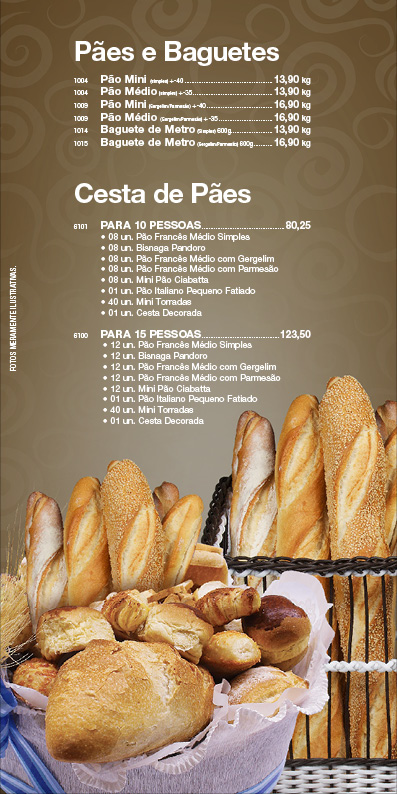 Pães e Baguetes
1004 Pão Mini (simples) +-40 13,90 kg
1004 Pão Médio (simples) +-35 13,90 kg
1009 Pão Mini (Gergelim/Parmesão) +-40 16,90 kg
1009 Pão Médio (Gergelim/Parmesão) +-35 16,90 kg
1014 Baguete de Metro (Simples) 600g 13,90 kg
1015 Baguete de Metro (Gergelim/Parmesão) 600g 16,90 kg
Cesta de Pães
6101 PARA 10 PESSOAS 80,25
• 08 un. Pão Francês Médio Simples
• 08 un. Bisnaga Pandoro
• 08 un. Pão Francês Médio com Gergelim
• 08 un. Pão Francês Médio com Parmesão
• 08 un. Mini Pão Ciabatta
• 01 un. Pão Italiano Pequeno Fatiado
• 40 un. Mini Torradas
• 01 un. Cesta Decorada
6100 PARA 15 PESSOAS 123,50
• 12 un. Pão Francês Médio Simples
• 12 un. Bisnaga Pandoro
• 12 un. Pão Francês Médio com Gergelim
• 12 un. Pão Francês Médio com Parmesão
• 12 un. Mini Pão Ciabatta
• 01 un. Pão Italiano Pequeno Fatiado
• 40 un. Mini Torradas
• 01 un. Cesta Decorada
FOTOS MERAMENTE ILUSTRATIVAS.